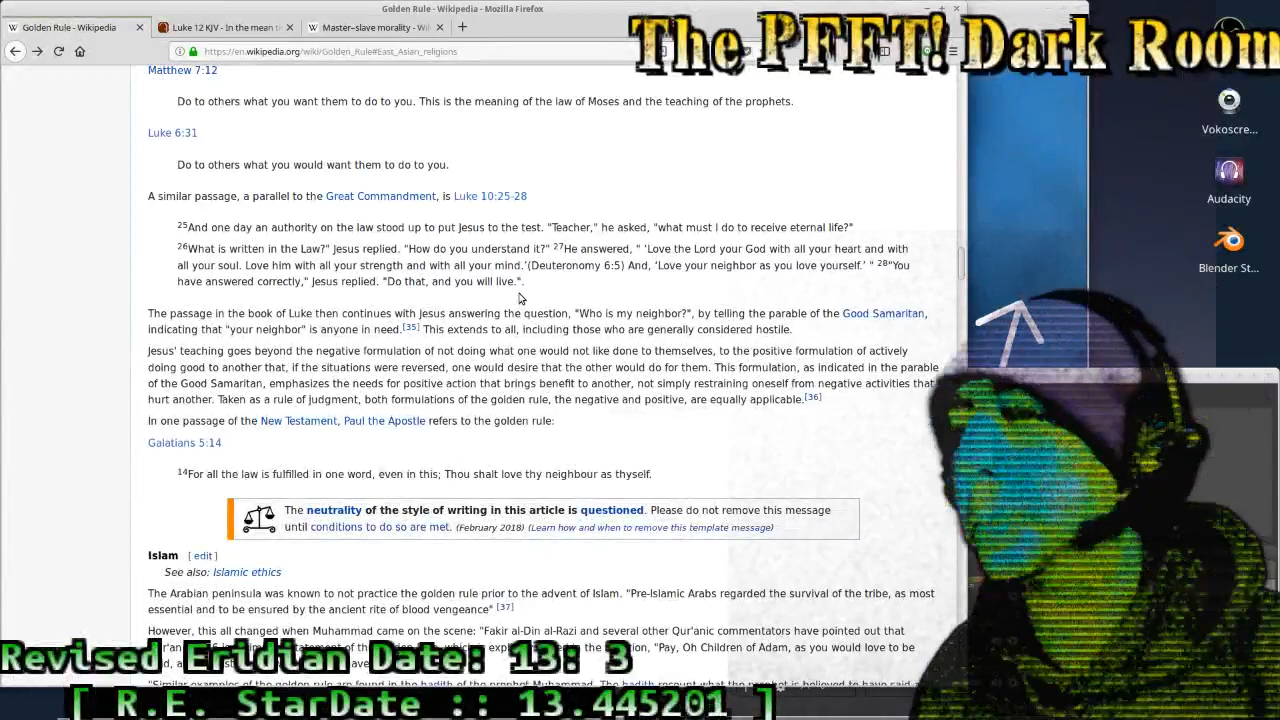 Golden Rule - Wikipedia - Mozilla Firefox
Golden Rule - Wikipedia
Luke 12 KJV - In the mean t
Master–slave morality - Wi
The PFFT! Dark Room
https://en.wikipedia.org/wiki/Golden_Rule#East_Asian_religions
Matthew 7:12
Do to others what you want them to do to you. This is the meaning of the law of Moses and the teaching of the prophets.
Vokoscre...
Luke 6:31
Do to others what you would want them to do to you.
Audacity
A similar passage, a parallel to the Great Commandment, is Luke 10:25-28
25And one day an authority on the law stood up to put Jesus to the test. "Teacher," he asked, "what must I do to receive eternal life?"
26What is written in the Law?" Jesus replied. "How do you understand it?" 27He answered, " 'Love the Lord your God with all your heart and with
all your soul. Love him with all your strength and with all your mind.'(Deuteronomy 6:5) And, 'Love your neighbor as you love yourself.' " 28"You
have answered correctly," Jesus replied. "Do that, and you will live.".
Blender St...
The passage in the book of Luke then continues with Jesus answering the question, "Who is my neighbor?", by telling the parable of the Good Samaritan,
indicating that "your neighbor" is anyone in need.[35] This extends to all, including those who are generally considered hostile.
Jesus' teaching goes beyond the negative formulation of not doing what one would not like done to themselves, to the positive formulation of actively
doing good to another that, if the situations were reversed, one would desire that the other would do for them. This formulation, as indicated in the parable
of the Good Samaritan, emphasizes the needs for positive action that brings benefit to another, not simply restraining oneself from negative activities that
hurt another. Taken as a rule of judgment, both formulations of the golden rule, the negative and positive, are equally applicable.[36]
In one passage of the New Testament, Paul the Apostle refers to the golden rule:
Galatians 5:14
14For all the law is fulfilled in one word, even in this; Thou shalt love thy neighbour as thyself.
The neutrality of the style of writing in this article is questioned. Please do not remove this message
until conditions to do so are met. (February 2018) (Learn how and when to remove this template message)
Islam [ edit ]
See also: Islamic ethics
The Arabian peninsula was known to not practice the golden rule prior to the advent of Islam. "Pre-Islamic Arabs regarded the survival of the tribe, as most
essential and to be ensured by the ancient rite of blood vengeance" [37]
However, this all changed when Muhammad came on the scene: "Fakir al-Din al-Razi and several other Qur'anic commentators have pointed out that
"Pay, Oh Children of Adam, as you would love to be
Revised Erulian Date 13 3
[ R.E. StarDate 13.445201 ]